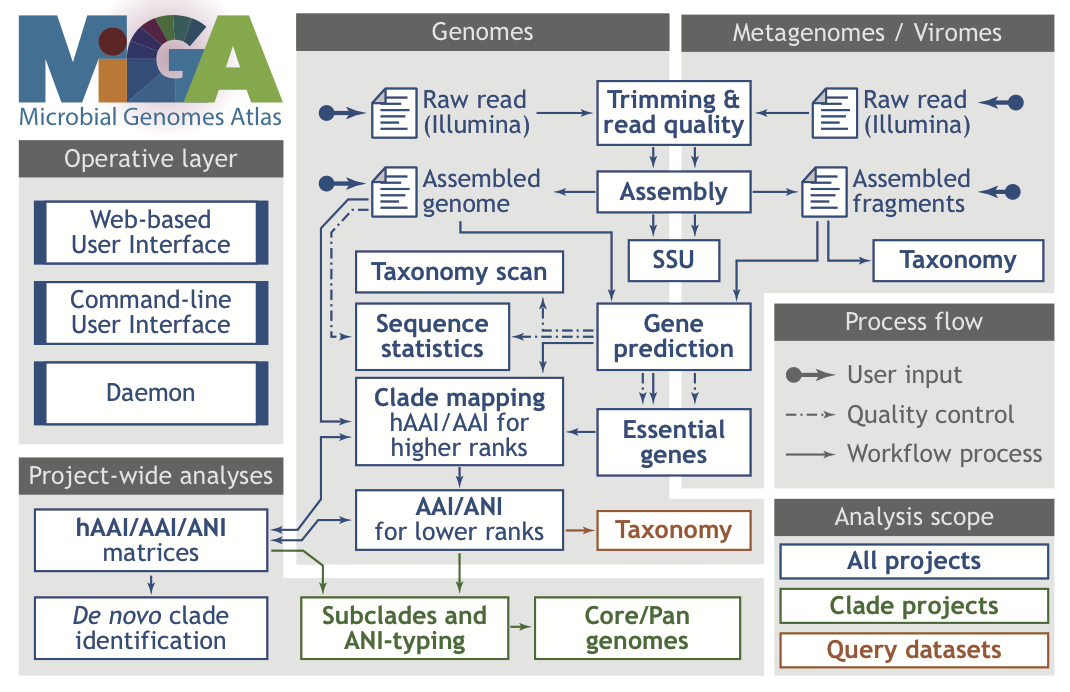 MiGA
Microbial Genomes Atlas
Operative layer
Web-based
User Interface
Command-line
User Interface
Daemon
Project-wide analyses
hAAI/AAI/ANI
matrices
De novo clade
identification
Genomes
Raw read
(Illumina)
Trimming &
read quality
Assembled
genome
Assembly
SSU
Taxonomy scan
Sequence
statistics
Gene
prediction
Clade mapping
hAAI/AAI for
higher ranks
Essential
genes
AAI/ANI
for lower ranks
Taxonomy
Subclades and
ANI-typing
Core/Pan
genomes
Metagenomes / Viromes
Raw read
(Illumina)
Assembled
fragments
Taxonomy
Process flow
User input
Quality control
Workflow process
Analysis scope
All projects
Clade projects
Query datasets